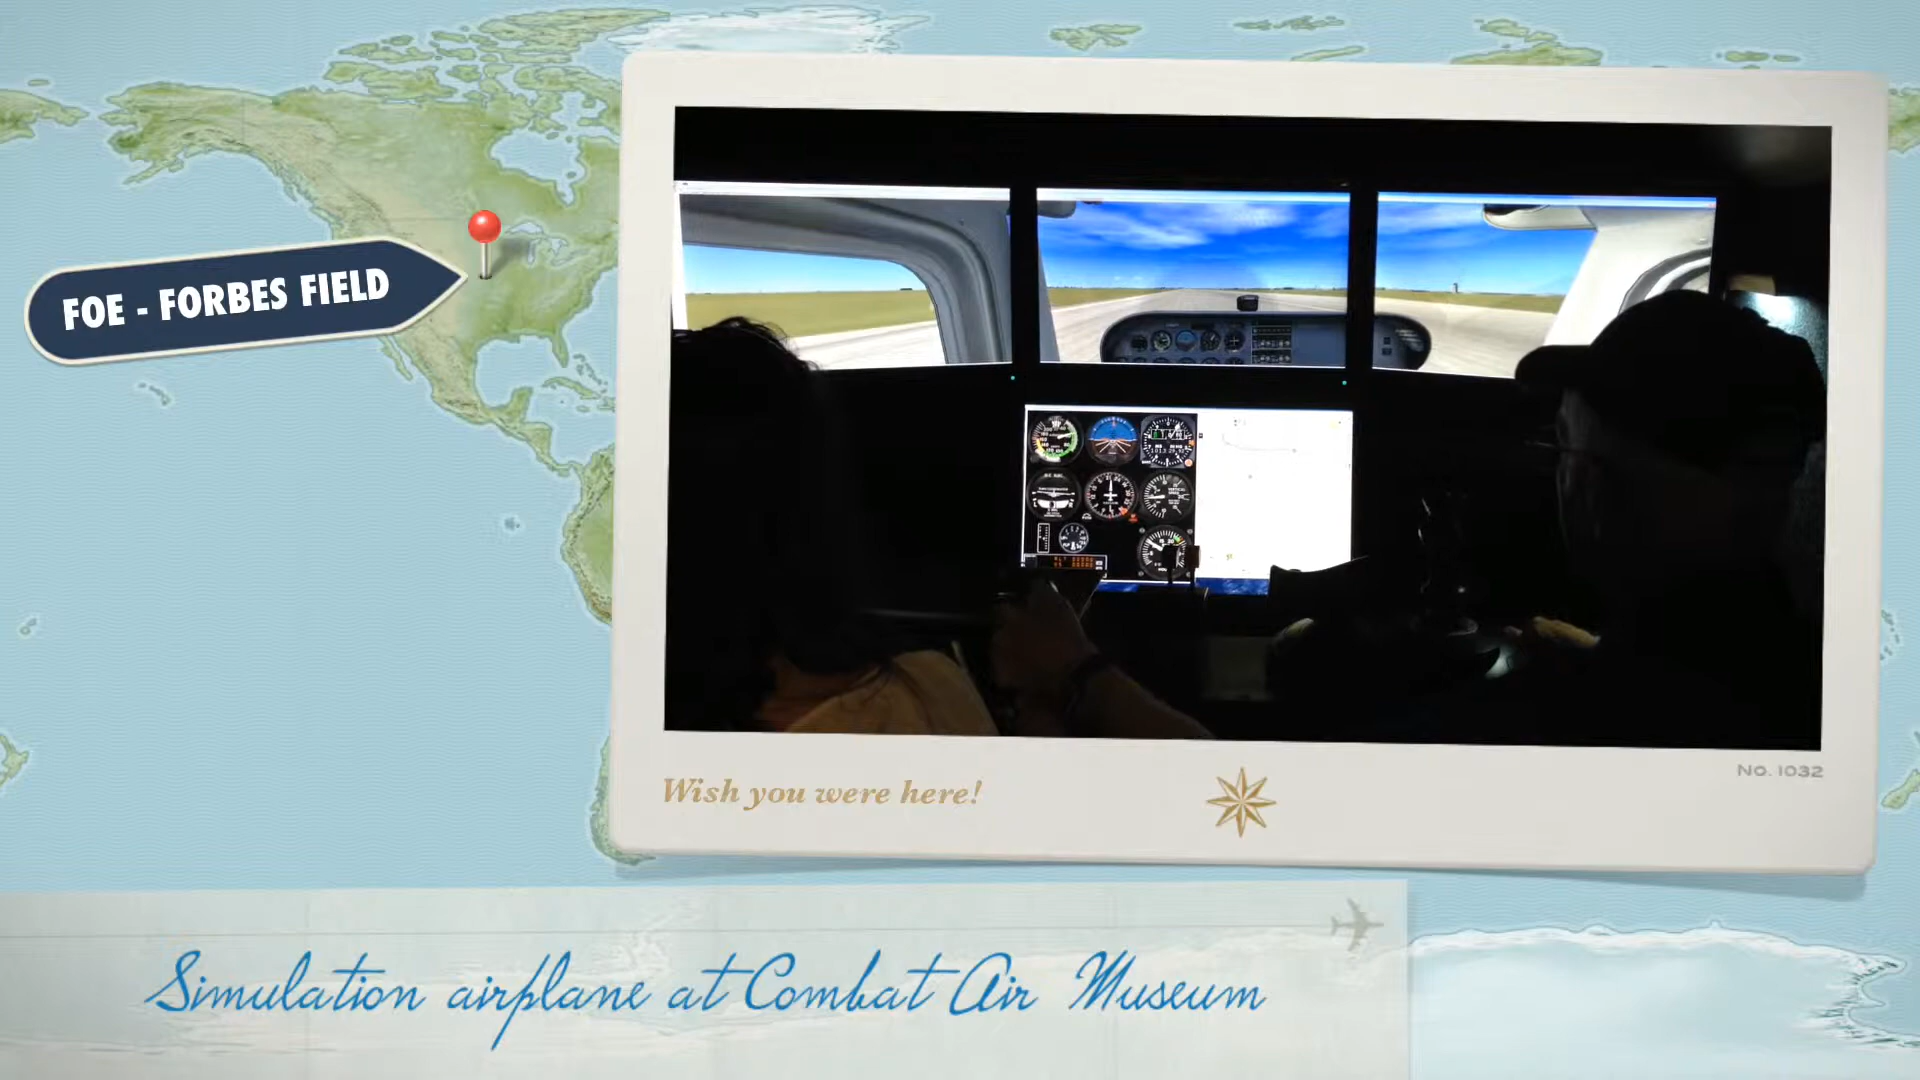 FOE - FORBES FIELD
Wish you were here!
No. 1032
Simulation airplane at Combat Air Museum